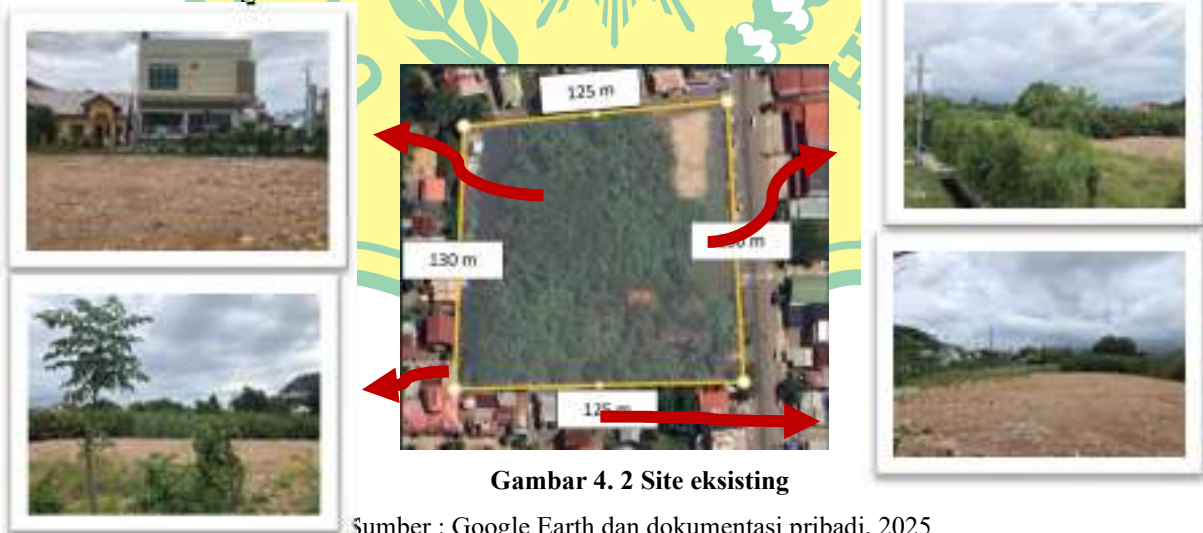 125 m
130 m
m
125 m
Gambar 4. 2 Site eksisting
Sumber : Google Earth dan dokumentasi pribadi, 2025